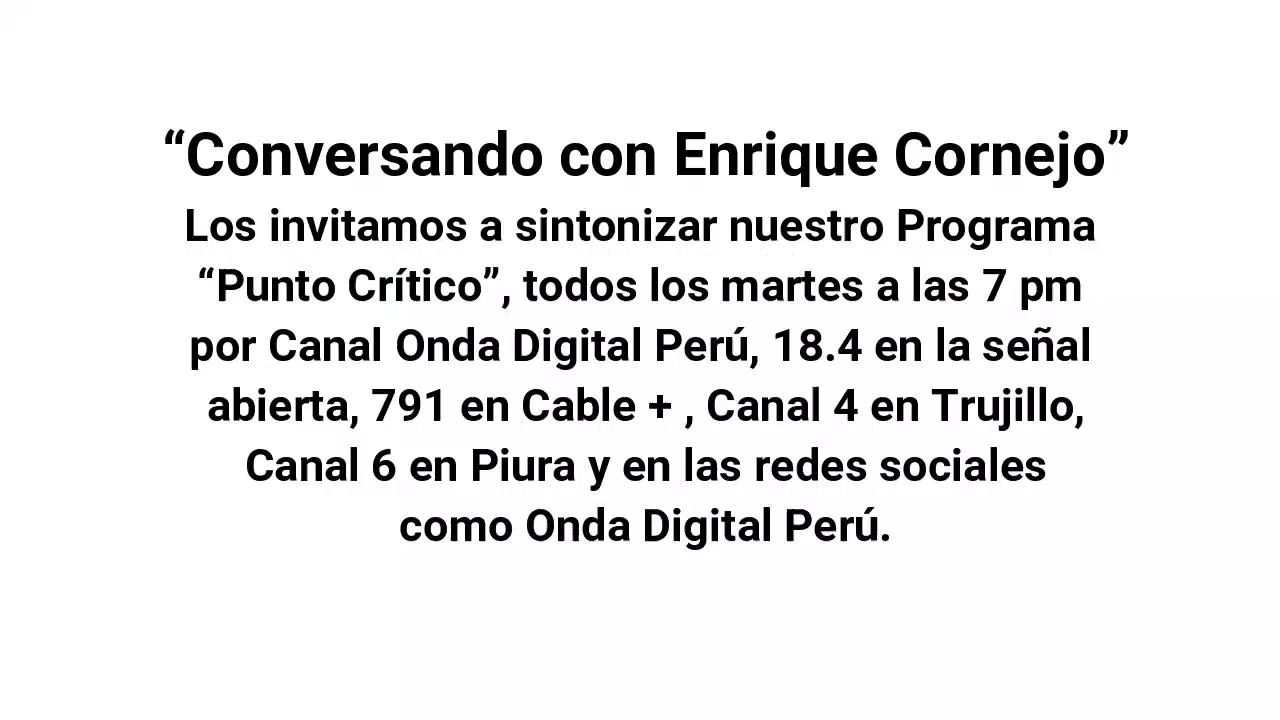 “Conversando con Enrique Cornejo”
Los invitamos a sintonizar nuestro Programa
“Punto Crítico”, todos los martes a las 7 pm
por Canal Onda Digital Perú, 18.4 en la señal
abierta, 791 en Cable + , Canal 4 en Trujillo,
Canal 6 en Piura y en las redes sociales
como Onda Digital Perú.